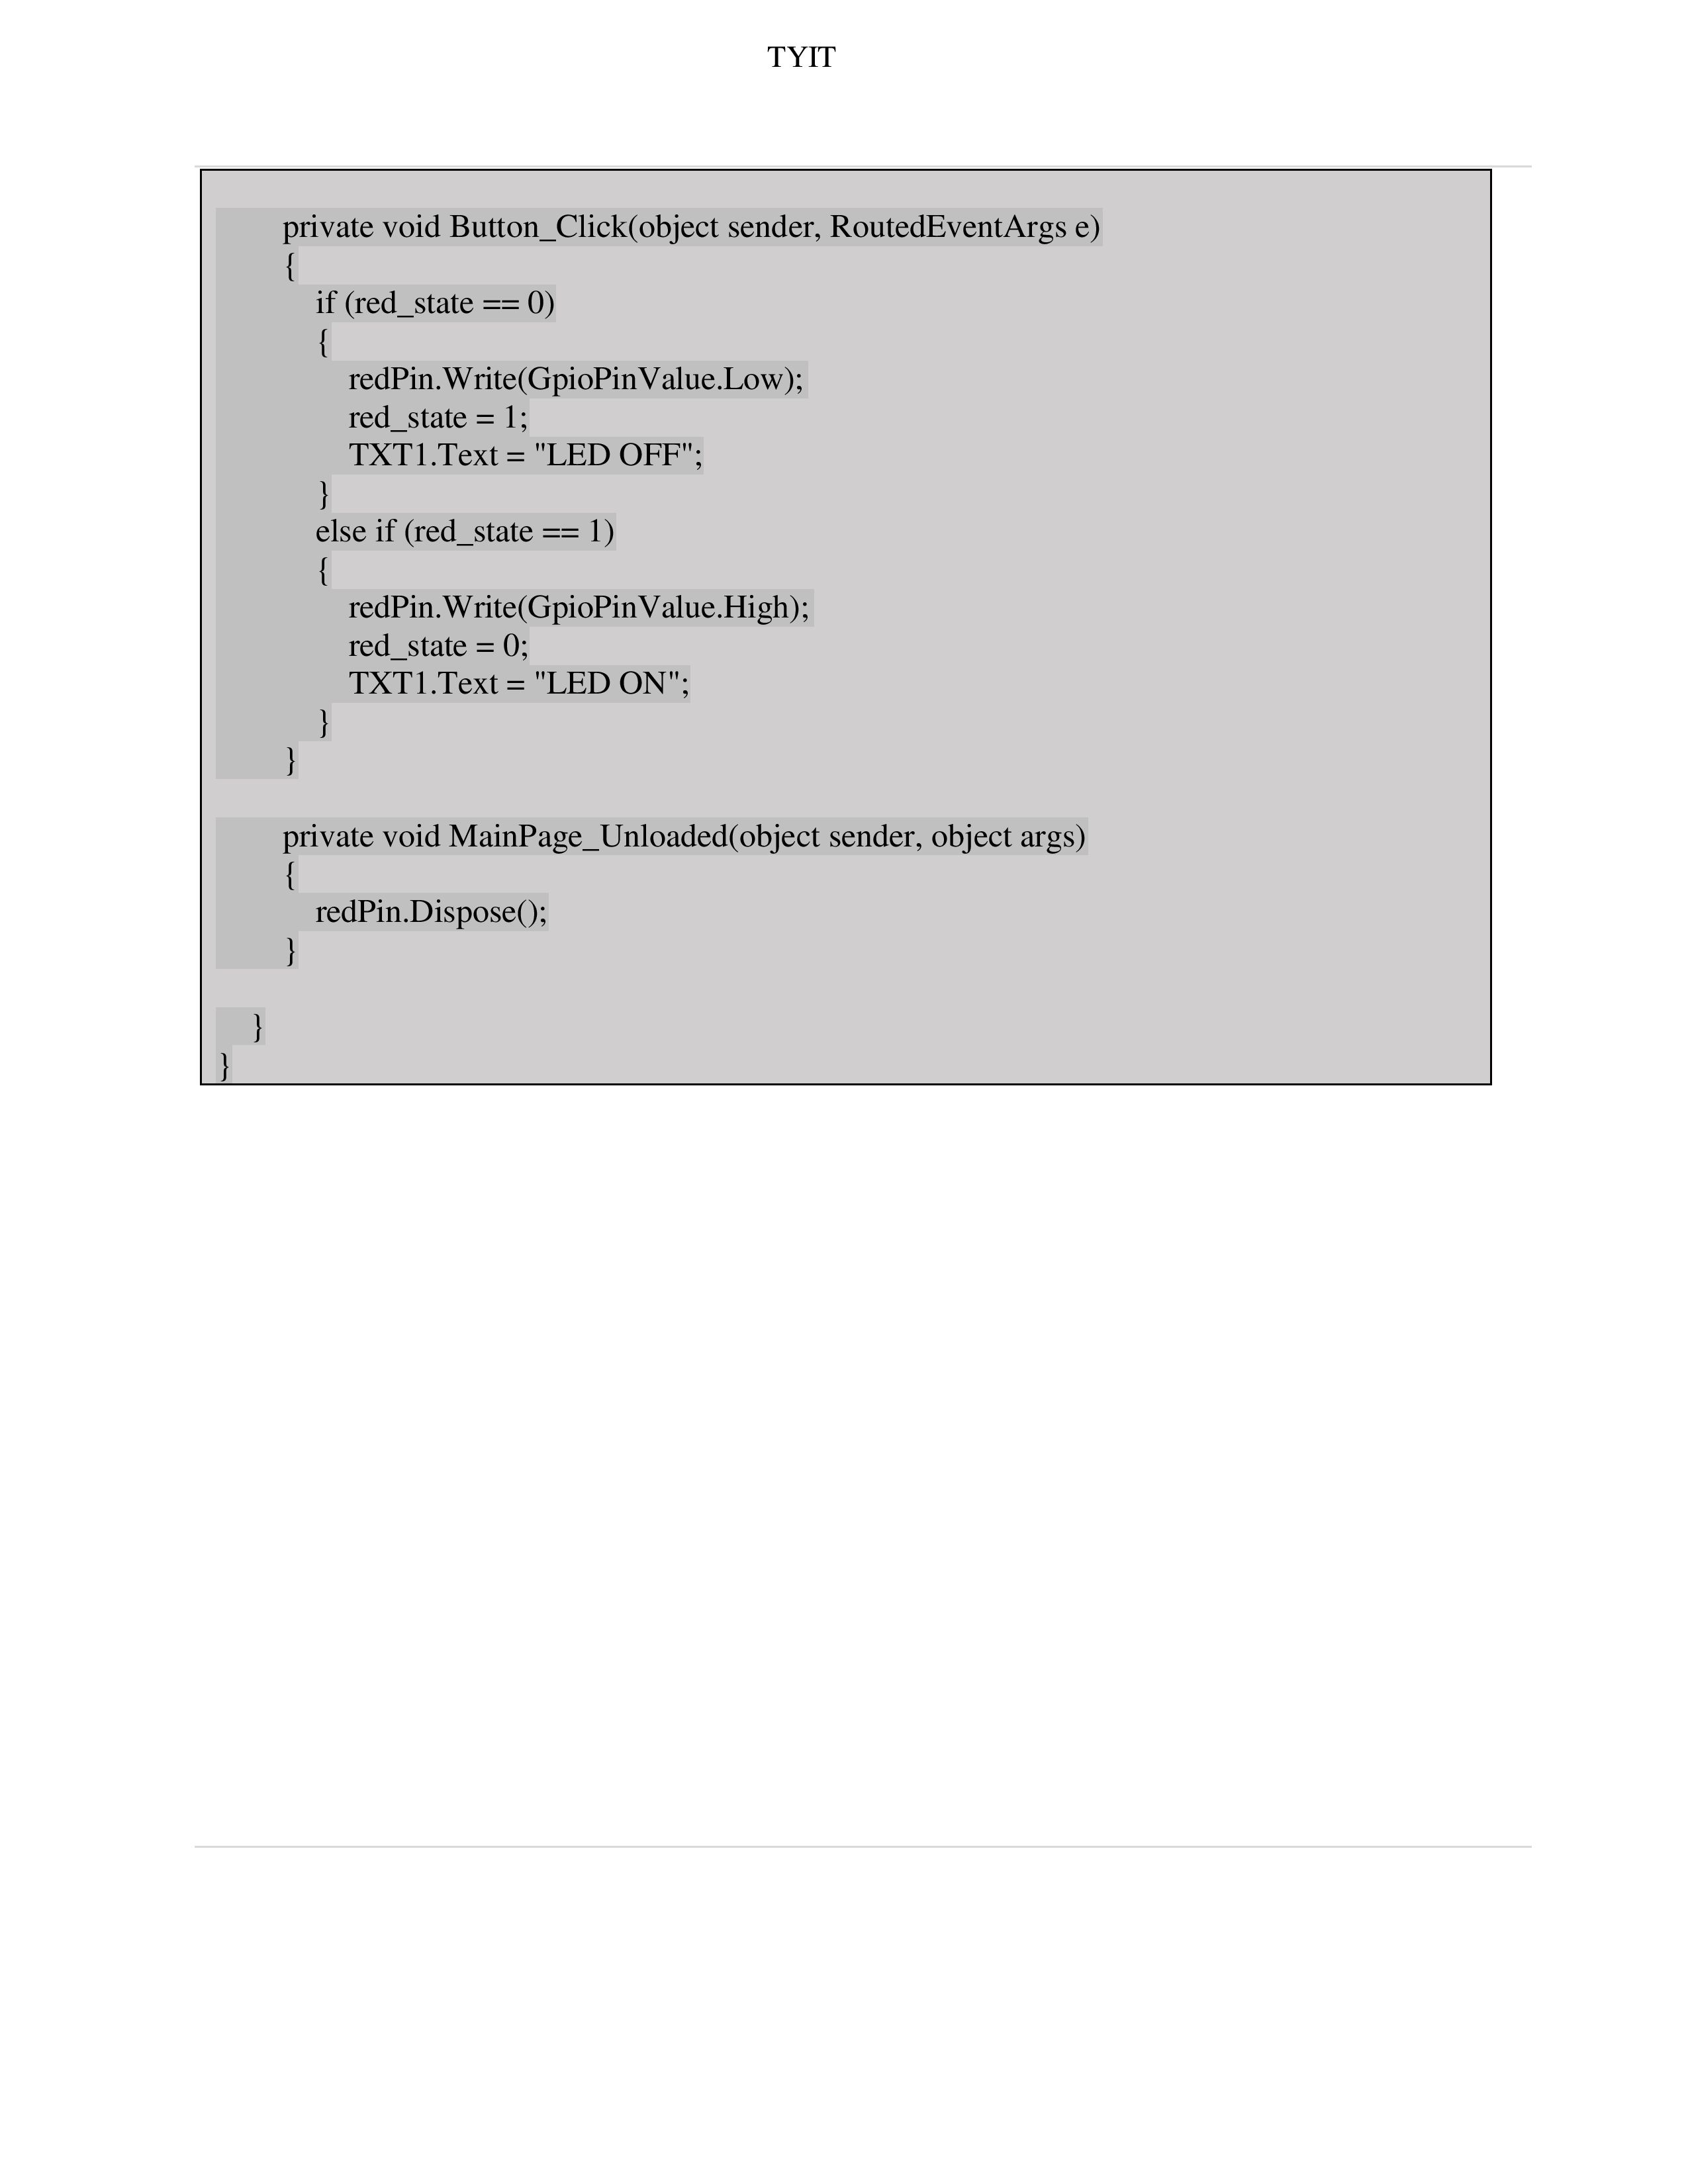 TYIT
private void Button_Click(object sender, RoutedEventArgs e)
{
if (red_state == 0)
{
redPin.Write(GpioPinValue.Low);
red_state = 1;
TXT1.Text = "LED OFF";
}
else if (red_state == 1)
{
redPin.Write(GpioPinValue.High);
red_state = 0;
TXT1.Text = "LED ON";
}
}
private void MainPage_Unloaded(object sender, object args)
{
redPin.Dispose();
}
}
}